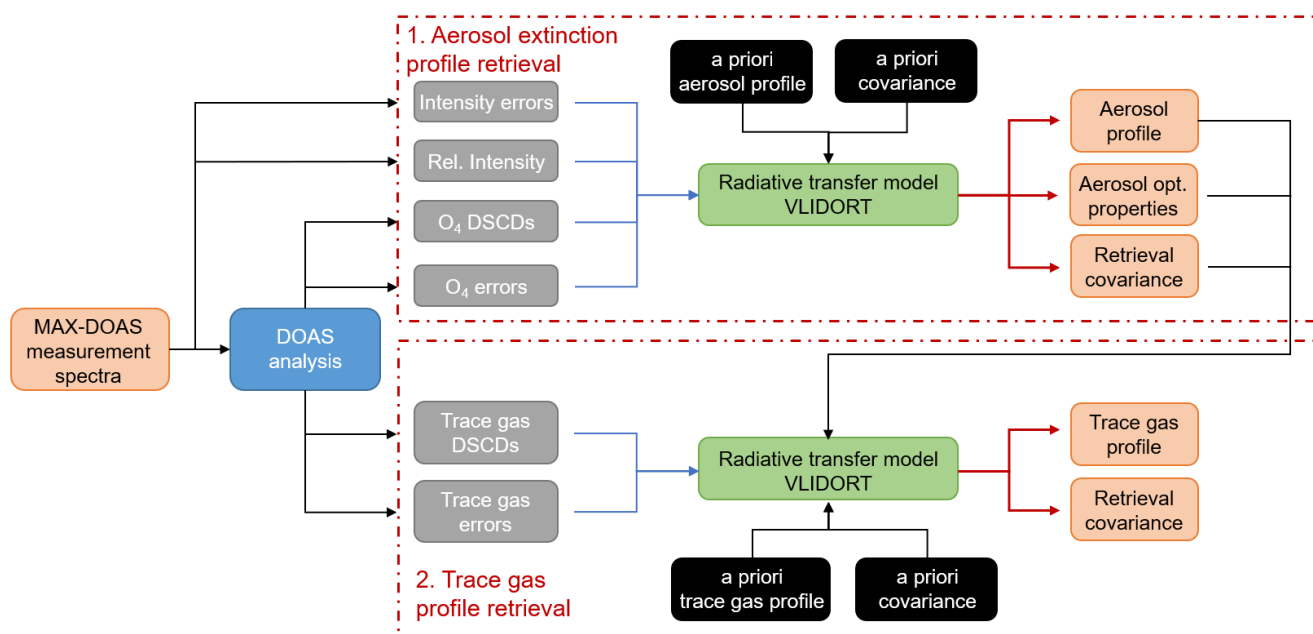 1. Aerosol extinction
profile retrieval
Intensity errors
Rel. Intensity
O₄ DSCDs
O₄ errors
a priori
aerosol profile
a priori
covariance
Radiative transfer model
VLIDORT
Aerosol
profile
Aerosol opt.
properties
Retrieval
covariance
MAX-DOAS
measurement
spectra
DOAS
analysis
Trace gas
DSCDs
Trace gas
errors
Radiative transfer model
VLIDORT
a priori
trace gas profile
a priori
covariance
Trace gas
profile
Retrieval
covariance
2. Trace gas
profile retrieval